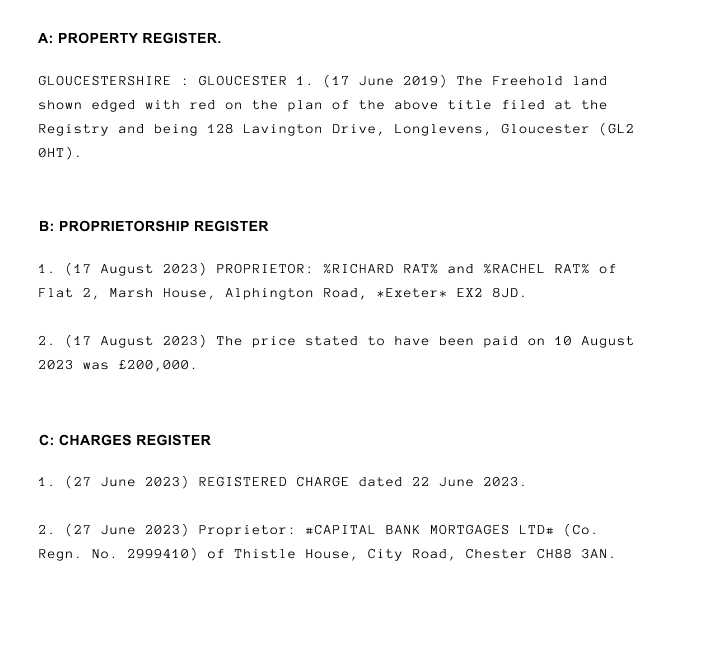 A: PROPERTY REGISTER.
GLOUCESTERSHIRE : GLOUCESTER 1. (17 June 2019) The Freehold land
shown edged with red on the plan of the above title filed at the
Registry and being 128 Lavington Drive, Longlevens, Gloucester (GL2
0HT).
B: PROPRIETORSHIP REGISTER
1. (17 August 2023) PROPRIETOR: %RICHARD RAT% and %RACHEL RAT% of
Flat 2, Marsh House, Alphington Road, *Exeter* EX2 8JD.
2. (17 August 2023) The price stated to have been paid on 10 August
2023 was £200,000.
C: CHARGES REGISTER
1. (27 June 2023) REGISTERED CHARGE dated 22 June 2023.
2. (27 June 2023) Proprietor: #CAPITAL BANK MORTGAGES LTD# (Co.
Regn. No. 2999410) of Thistle House, City Road, Chester CH88 3AN.